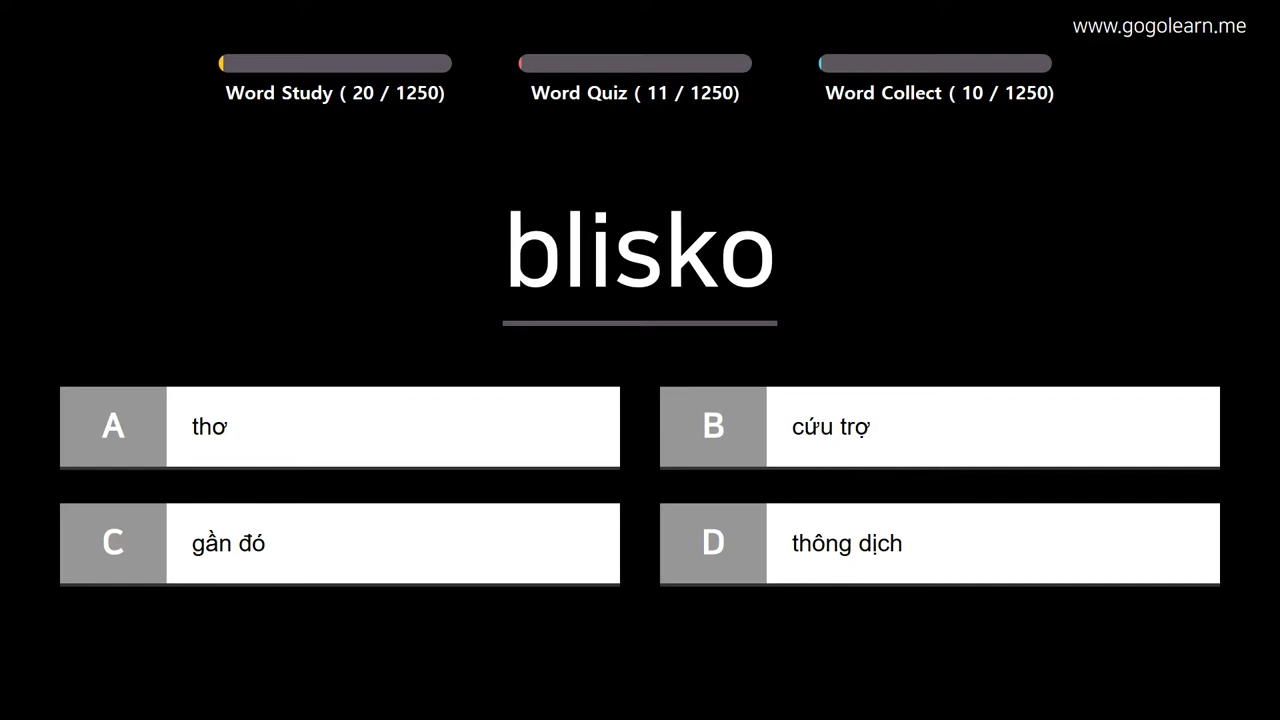 www.gogolearn.me
Word Study ( 20 / 1250)
Word Quiz ( 11 / 1250)
Word Collect ( 10 / 1250)
blisko
A thơ
B cứu trợ
C gần đó
D thông dịch